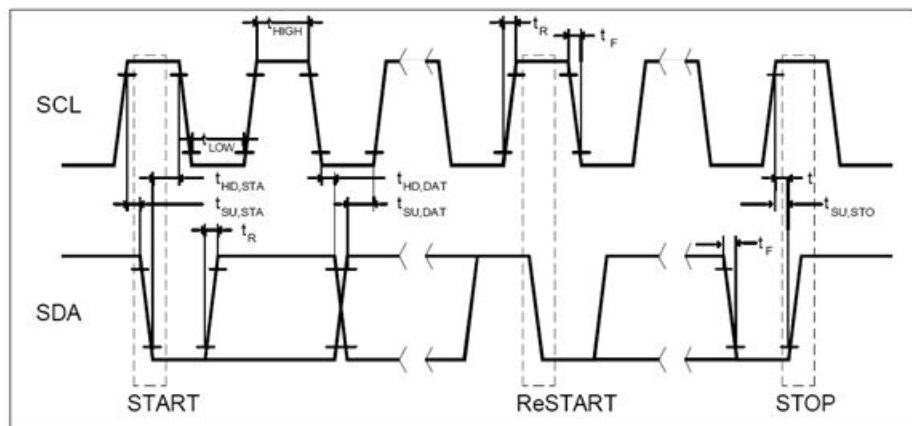 tHIGH
tR
tF
SCL
tLOW
tHD,STA
tHD,DAT
t
tSU,STA
tSU,DAT
tSU,STO
tR
tF
SDA
START
ReSTART
STOP